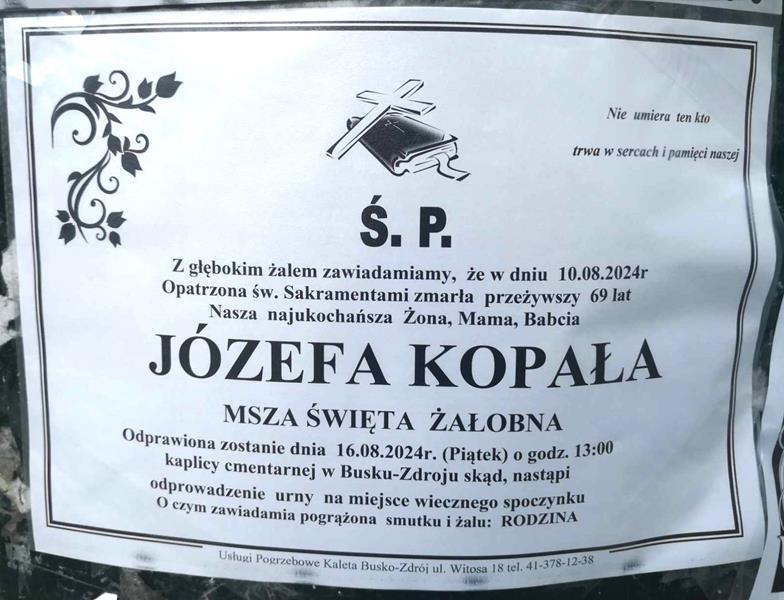 Nie umiera ten kto
trwa w sercach i pamięci naszej
Ś. P.
Z głębokim żalem zawiadamiamy, że w dniu 10.08.2024r
Opatrzona św. Sakramentami zmarła przeżywszy 69 lat
Nasza najukochańsza Żona, Mama, Babcia
JÓZEFA KOPAŁA
MSZA ŚWIĘTA ŻAŁOBNA
Odprawiona zostanie dnia 16.08.2024r. (Piątek) o godz. 13:00
kaplicy cmentarnej w Busku-Zdroju skąd, nastąpi
odprowadzenie urny na miejsce wiecznego spoczynku
O czym zawiadamia pogrążona smutku i żalu: RODZINA
Usługi Pogrzebowe Kaleta Busko-Zdrój ul. Witosa 18 tel. 41-378-12-38